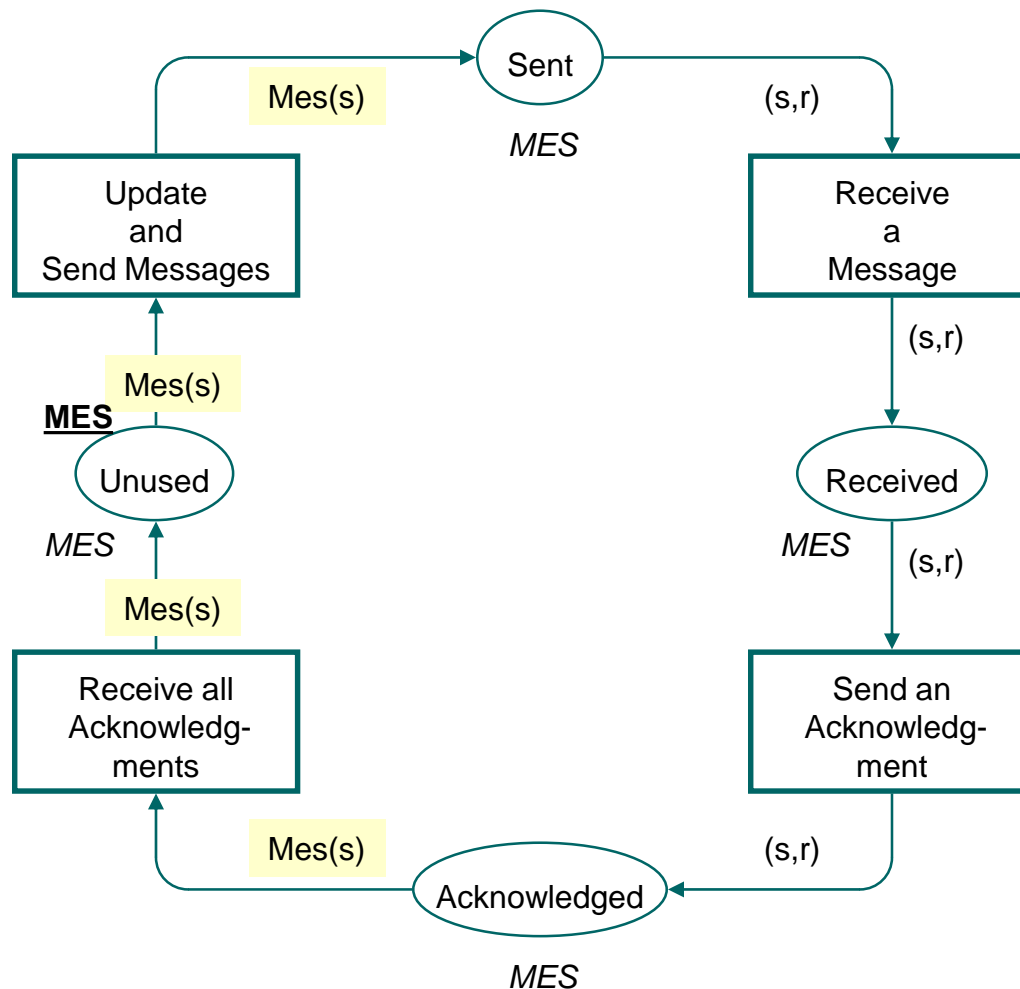 Sent
Mes(s)
(s,r)
MES
Update
and
Send Messages
Receive
a
Message
(s,r)
Mes(s)
MES
Unused
Received
MES
MES
(s,r)
Mes(s)
Receive all
Acknowledg-
ments
Send an
Acknowledg-
ment
Mes(s)
(s,r)
Acknowledged
MES